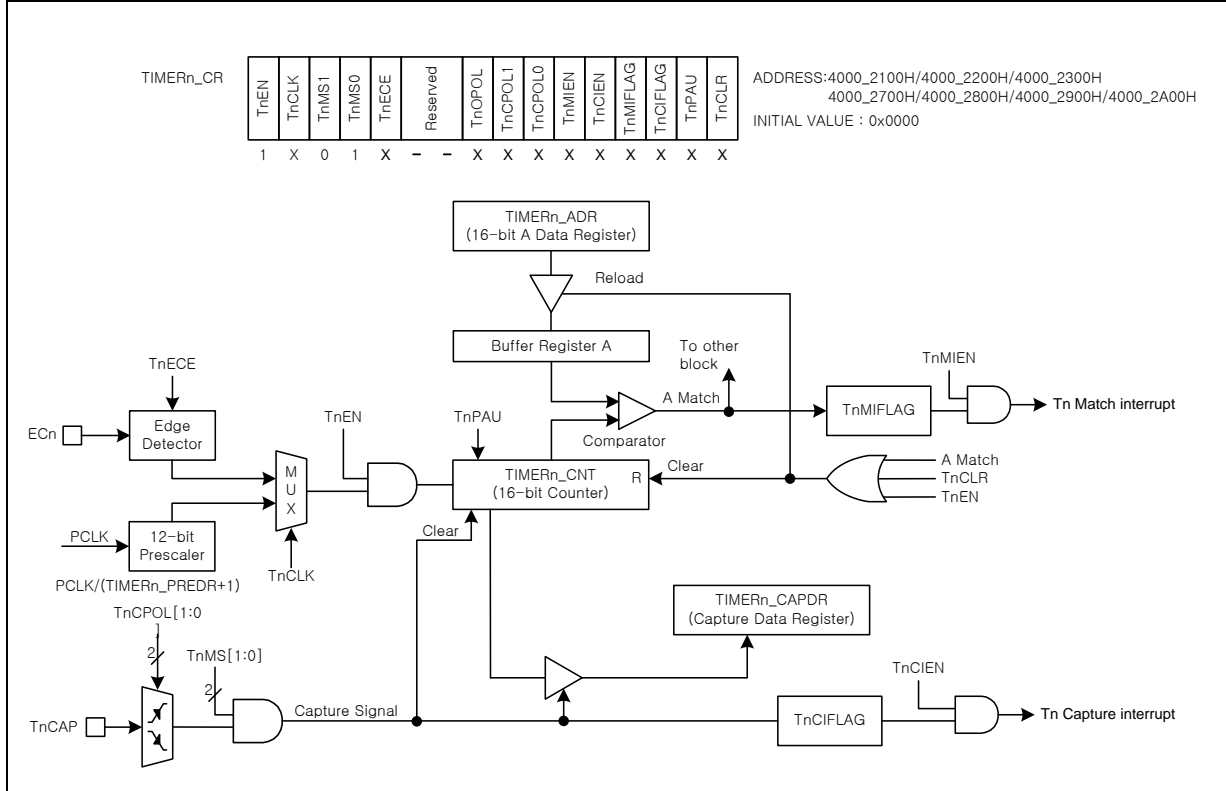 TIMERn_CR
TnEN TnCLK TnMS1 TnMS0 TnECE Reserved TnOPOL TnCPOL1 TnCPOL0 TnMIEN TnCIEN TnMIFLAG TnCIFLAG TnPAU TnCLR
1 X 0 1 X - - X X X X X X X X X
ADDRESS:4000_2100H/4000_2200H/4000_2300H
4000_2700H/4000_2800H/4000_2900H/4000_2A00H
INITIAL VALUE : 0x0000
TIMERn_ADR
(16-bit A Data Register)
Reload
Buffer Register A
To other
block
TnECE
TnMIEN
A Match
TnMIFLAG
Tn Match interrupt
TnEN
TnPAU
ECn
Edge
Detector
Comparator
MUX
TIMERn_CNT
(16-bit Counter)
R
Clear
A Match
TnCLR
TnEN
PCLK
12-bit
Prescaler
Clear
TnCLK
PCLK/(TIMERn_PREDR+1)
TnCPOL[1:0
]
2
TnMS[1:0]
2
TIMERn_CAPDR
(Capture Data Register)
TnCIEN
TnCAP
Capture Signal
TnCIFLAG
Tn Capture interrupt